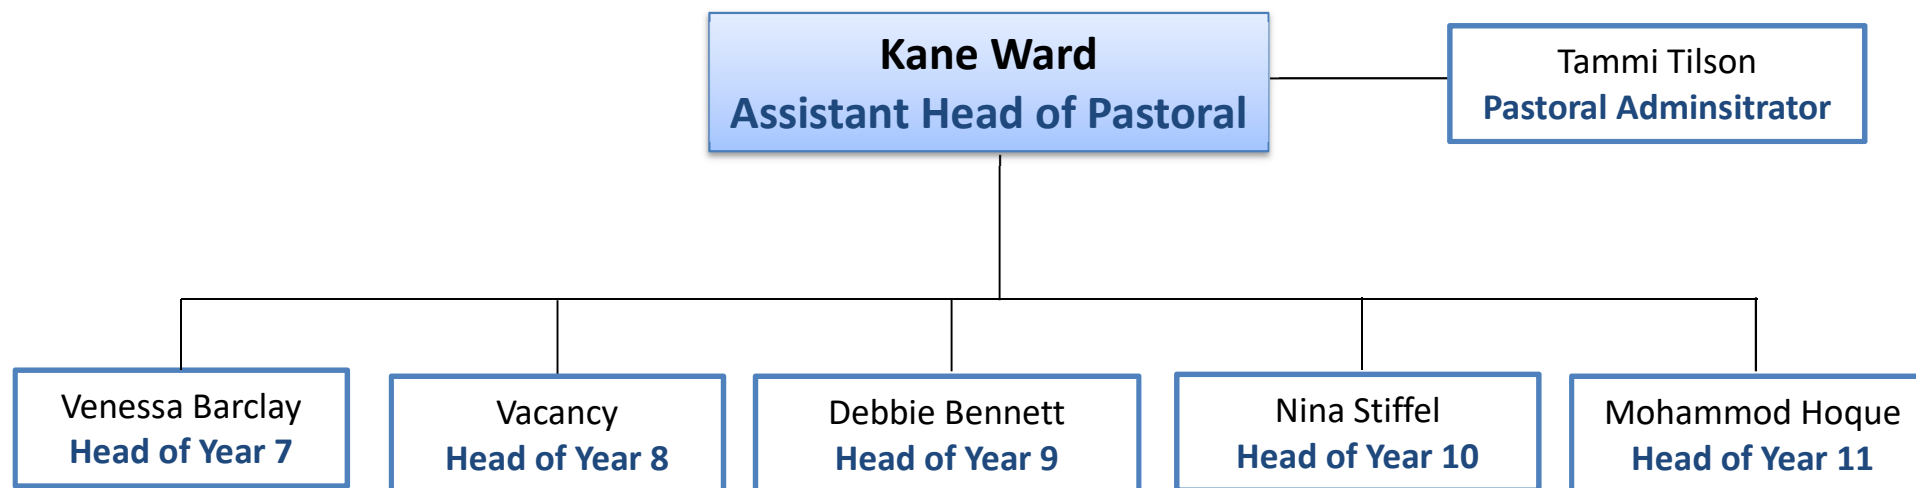 Kane Ward
Assistant Head of Pastoral
Tammi Tilson
Pastoral Adminsitrator
Venessa Barclay
Head of Year 7
Vacancy
Head of Year 8
Debbie Bennett
Head of Year 9
Nina Stiffel
Head of Year 10
Mohammod Hoque
Head of Year 11